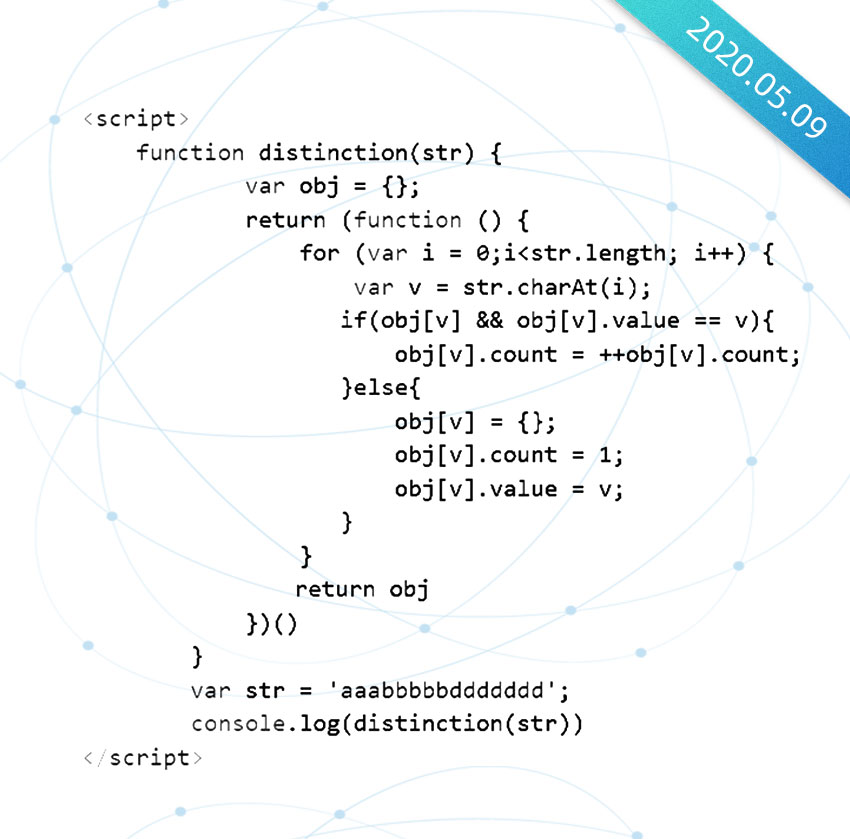 2020.05.09
<script>
function distinction(str) {
var obj = {};
return (function () {
for (var i = 0;i<str.length; i++) {
var v = str.charAt(i);
if(obj[v] && obj[v].value == v){
obj[v].count = ++obj[v].count;
}else{
obj[v] = {};
obj[v].count = 1;
obj[v].value = v;
}
}
return obj
})()
}
var str = 'aaabbbbbbddddddd';
console.log(distinction(str))
</script>